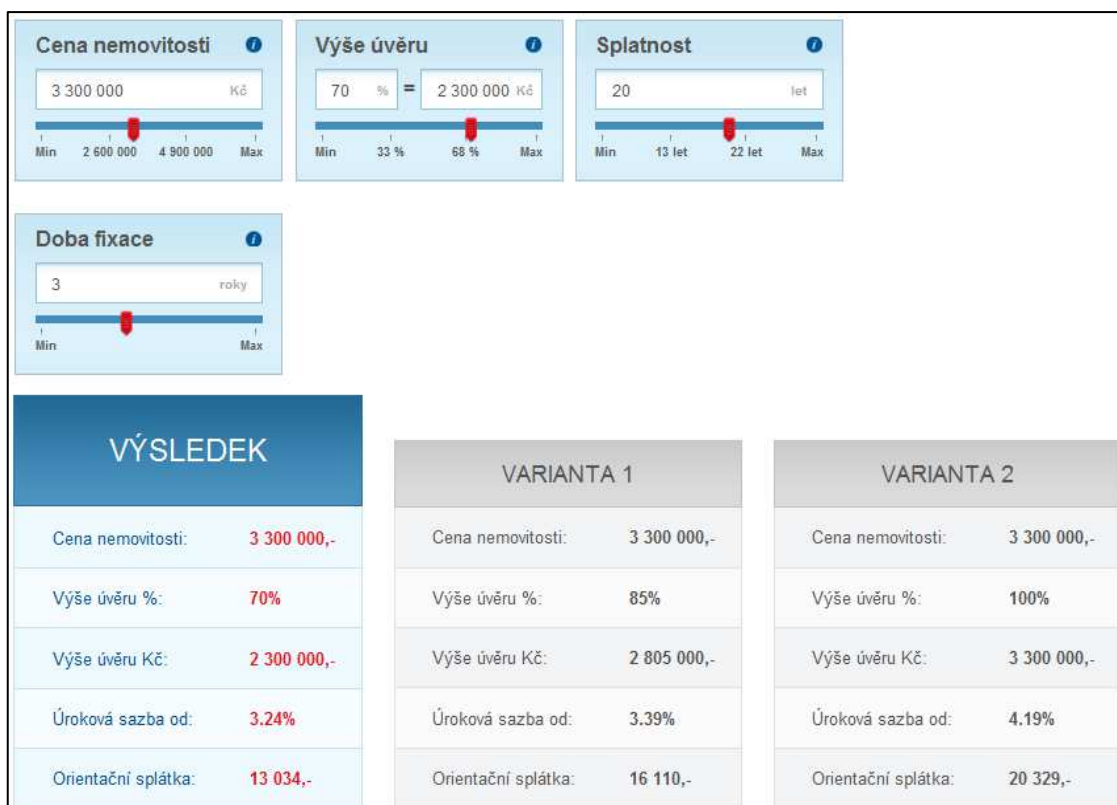 Cena nemovitosti i
3 300 000 Kč
Min 2 600 000 4 900 000 Max
Výše úvěru i
70 % = 2 300 000 Kč
Min 33 % 68 % Max
Splatnost i
20 let
Min 13 let 22 let Max
Doba fixace i
3 roky
Min Max
VÝSLEDEK
Cena nemovitosti: 3 300 000,-
Výše úvěru %: 70%
Výše úvěru Kč: 2 300 000,-
Úroková sazba od: 3.24%
Orientační splátka: 13 034,-
VARIANTA 1
Cena nemovitosti: 3 300 000,-
Výše úvěru %: 85%
Výše úvěru Kč: 2 805 000,-
Úroková sazba od: 3.39%
Orientační splátka: 16 110,-
VARIANTA 2
Cena nemovitosti: 3 300 000,-
Výše úvěru %: 100%
Výše úvěru Kč: 3 300 000,-
Úroková sazba od: 4.19%
Orientační splátka: 20 329,-